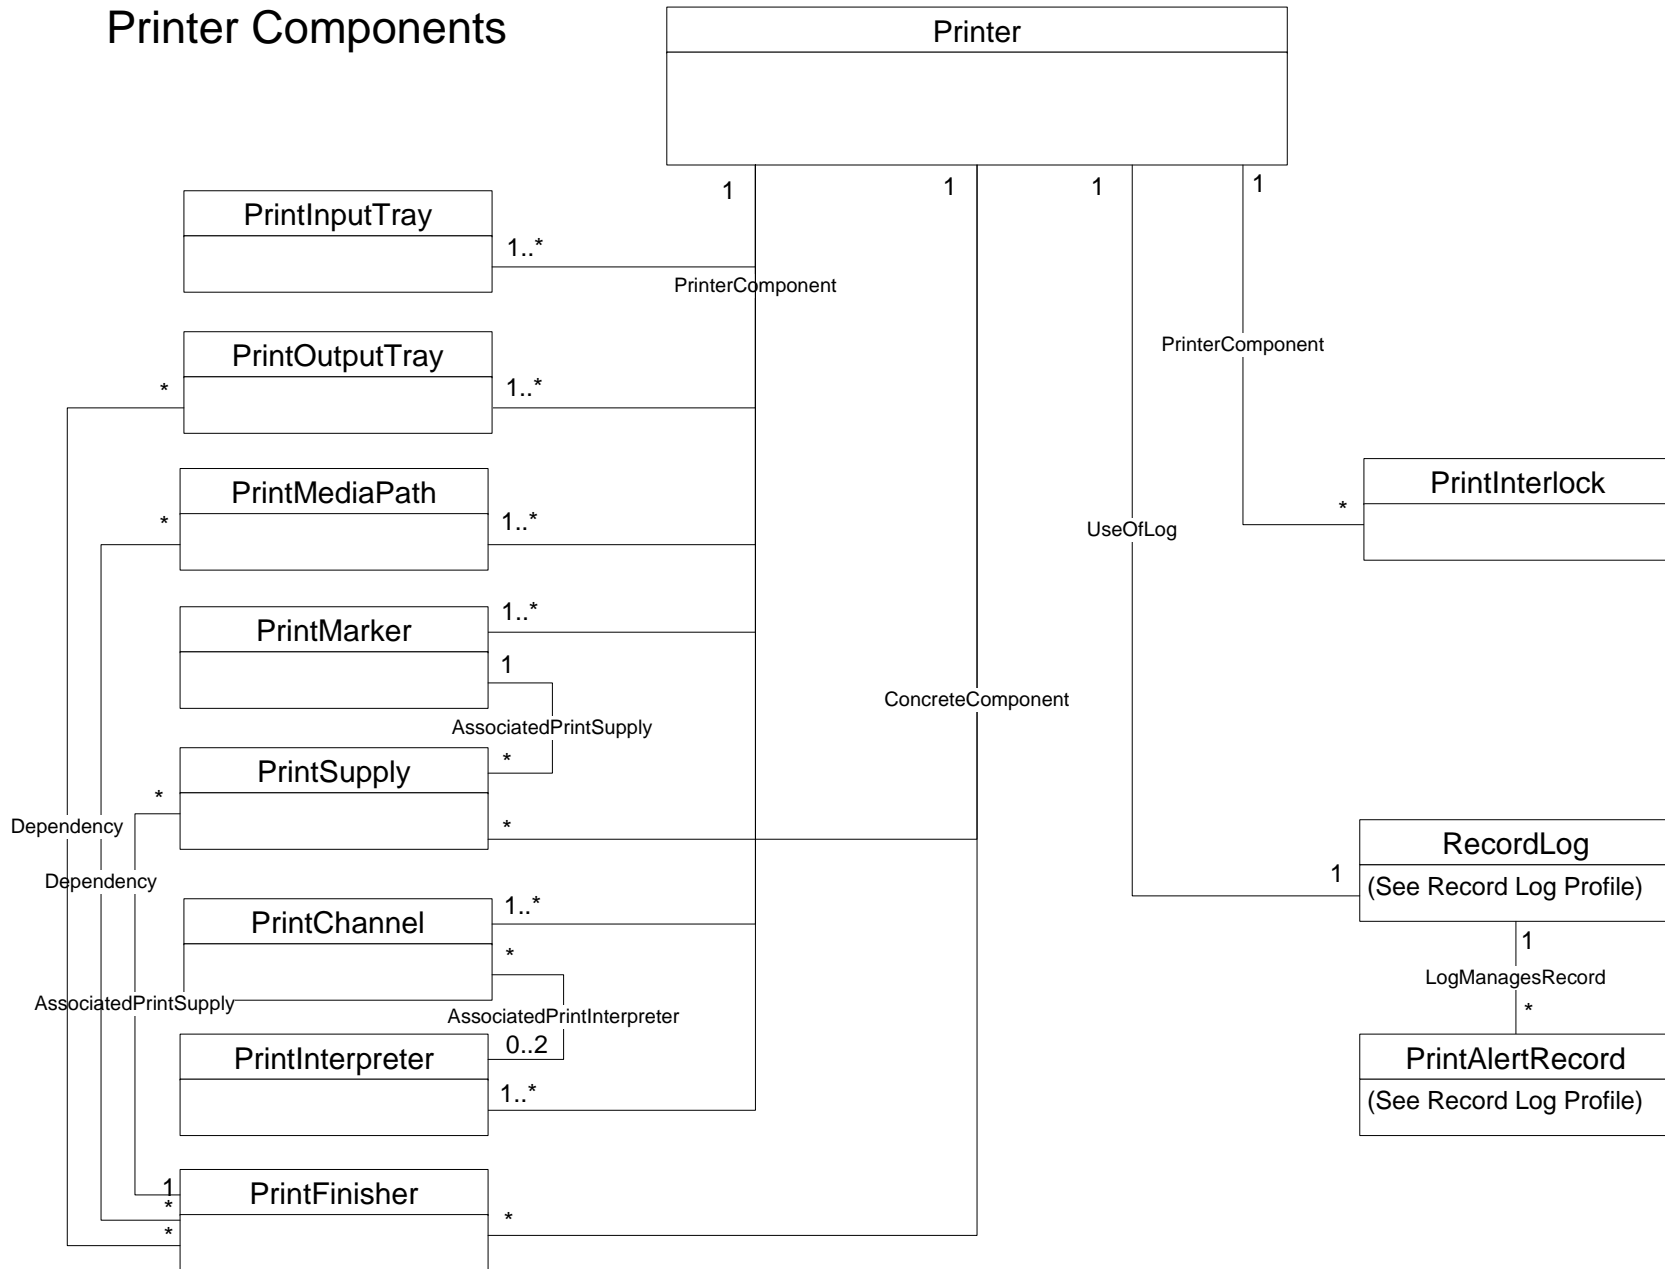 Printer Components
Printer
1
1
1
1
PrintInputTray
1..*
PrinterComponent
PrintOutputTray
*
1..*
PrinterComponent
PrintMediaPath
*
1..*
PrintInterlock
*
UseOfLog
PrintMarker
1..*
1
ConcreteComponent
AssociatedPrintSupply
PrintSupply
*
*
*
Dependency
Dependency
RecordLog
1
(See Record Log Profile)
PrintChannel
1..*
*
1
LogManagesRecord
*
AssociatedPrintSupply
AssociatedPrintInterpreter
PrintInterpreter
0..2
1..*
PrintAlertRecord
(See Record Log Profile)
PrintFinisher
1
*
*
*